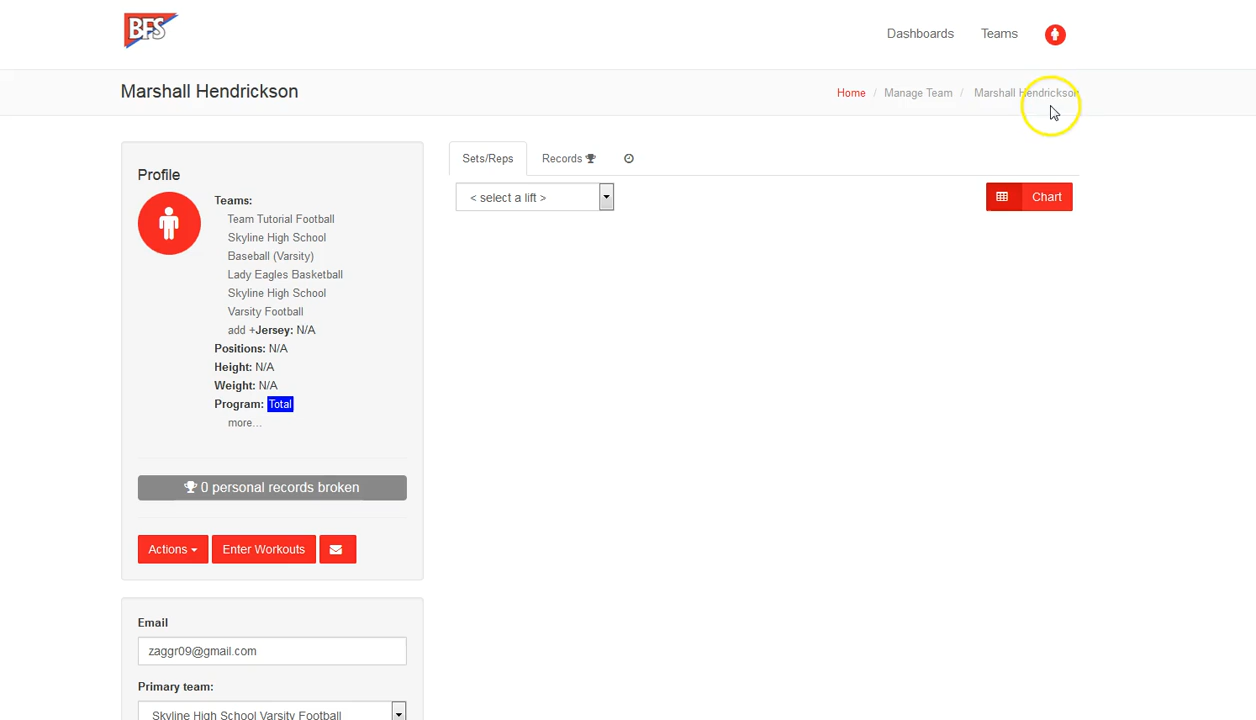 BFS
Dashboards
Teams
Marshall Hendrickson
Home / Manage Team / Marshall Hendrickson
Profile
Teams:
Team Tutorial Football
Skyline High School
Baseball (Varsity)
Lady Eagles Basketball
Skyline High School
Varsity Football
add +Jersey: N/A
Positions: N/A
Height: N/A
Weight: N/A
Program: Total
more...
0 personal records broken
Actions
Enter Workouts
Email
zaggr09@gmail.com
Primary team:
Skyline High School Varsity Football
Sets/Reps
Records
< select a lift >
Chart